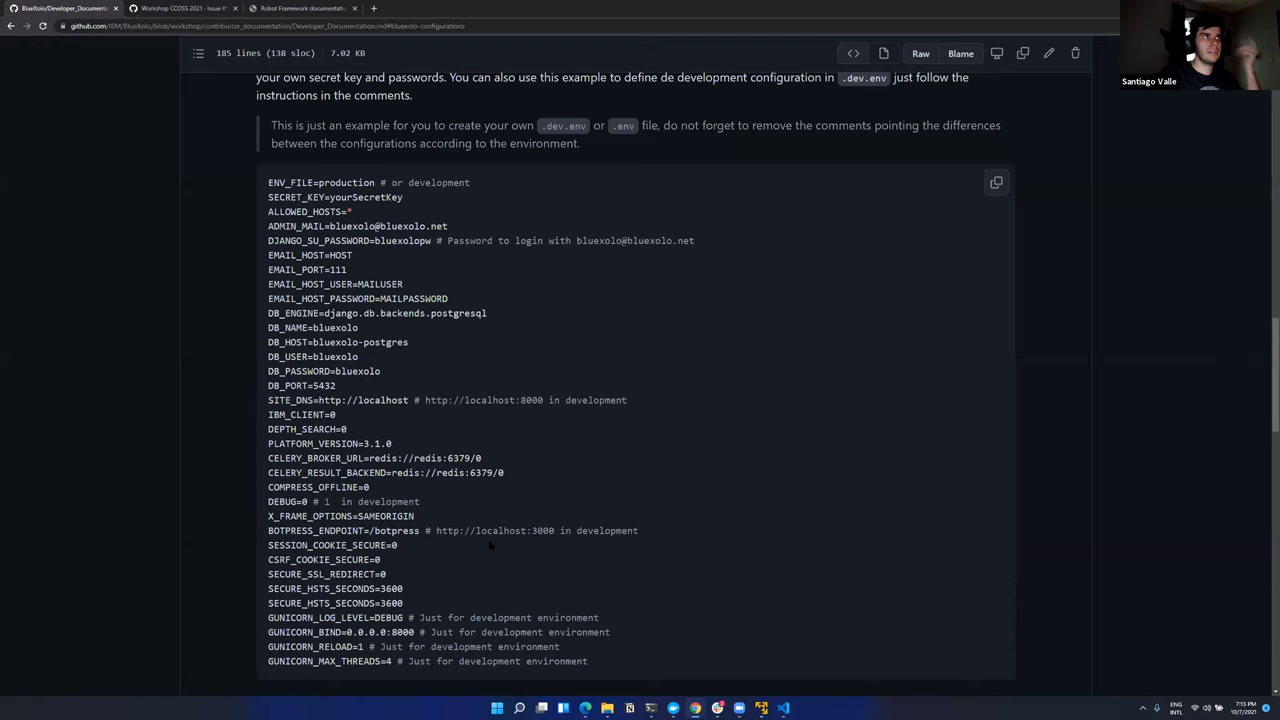 BlueXolo/Developer_Documenta
Workshop CCOSS 2021 - Issue #
Robot Framework documentation
github.com/IBM/BlueXolo/blob/workshop/contributor_documentation/Developer_Documentation.md#bluexolo-configurations
185 lines (138 sloc) 7.02 KB
Raw Blame
Santiago Valle
your own secret key and passwords. You can also use this example to define de development configuration in .dev.env just follow the
instructions in the comments.
This is just an example for you to create your own .dev.env or .env file, do not forget to remove the comments pointing the differences
between the configurations according to the environment.
ENV_FILE=production # or development
SECRET_KEY=yourSecretKey
ALLOWED_HOSTS=*
ADMIN_MAIL=bluexolo@bluexolo.net
DJANGO_SU_PASSWORD=bluexolopw # Password to login with bluexolo@bluexolo.net
EMAIL_HOST=HOST
EMAIL_PORT=111
EMAIL_HOST_USER=MAILUSER
EMAIL_HOST_PASSWORD=MAILPASSWORD
DB_ENGINE=django.db.backends.postgresql
DB_NAME=bluexolo
DB_HOST=bluexolo-postgres
DB_USER=bluexolo
DB_PASSWORD=bluexolo
DB_PORT=5432
SITE_DNS=http://localhost # http://localhost:8000 in development
IBM_CLIENT=0
DEPTH_SEARCH=0
PLATFORM_VERSION=3.1.0
CELERY_BROKER_URL=redis://redis:6379/0
CELERY_RESULT_BACKEND=redis://redis:6379/0
COMPRESS_OFFLINE=0
DEBUG=0 # 1  in development
X_FRAME_OPTIONS=SAMEORIGIN
BOTPRESS_ENDPOINT=/botpress # http://localhost:3000 in development
SESSION_COOKIE_SECURE=0
CSRF_COOKIE_SECURE=0
SECURE_SSL_REDIRECT=0
SECURE_HSTS_SECONDS=3600
SECURE_HSTS_SECONDS=3600
GUNICORN_LOG_LEVEL=DEBUG # Just for development environment
GUNICORN_BIND=0.0.0.0:8000 # Just for development environment
GUNICORN_RELOAD=1 # Just for development environment
GUNICORN_MAX_THREADS=4 # Just for development environment
ENG
INTL
7:13 PM
10/7/2021